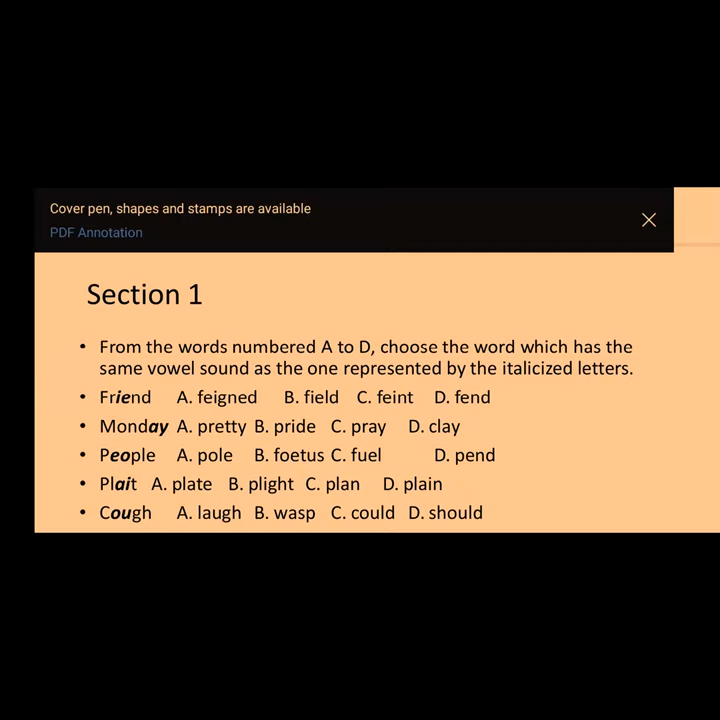 Cover pen, shapes and stamps are available
PDF Annotation
Section 1
• From the words numbered A to D, choose the word which has the
same vowel sound as the one represented by the italicized letters.
• Friend A. feigned B. field C. feint D. fend
• Monday A. pretty B. pride C. pray D. clay
• People A. pole B. foetus C. fuel D. pend
• Plait A. plate B. plight C. plan D. plain
• Cough A. laugh B. wasp C. could D. should